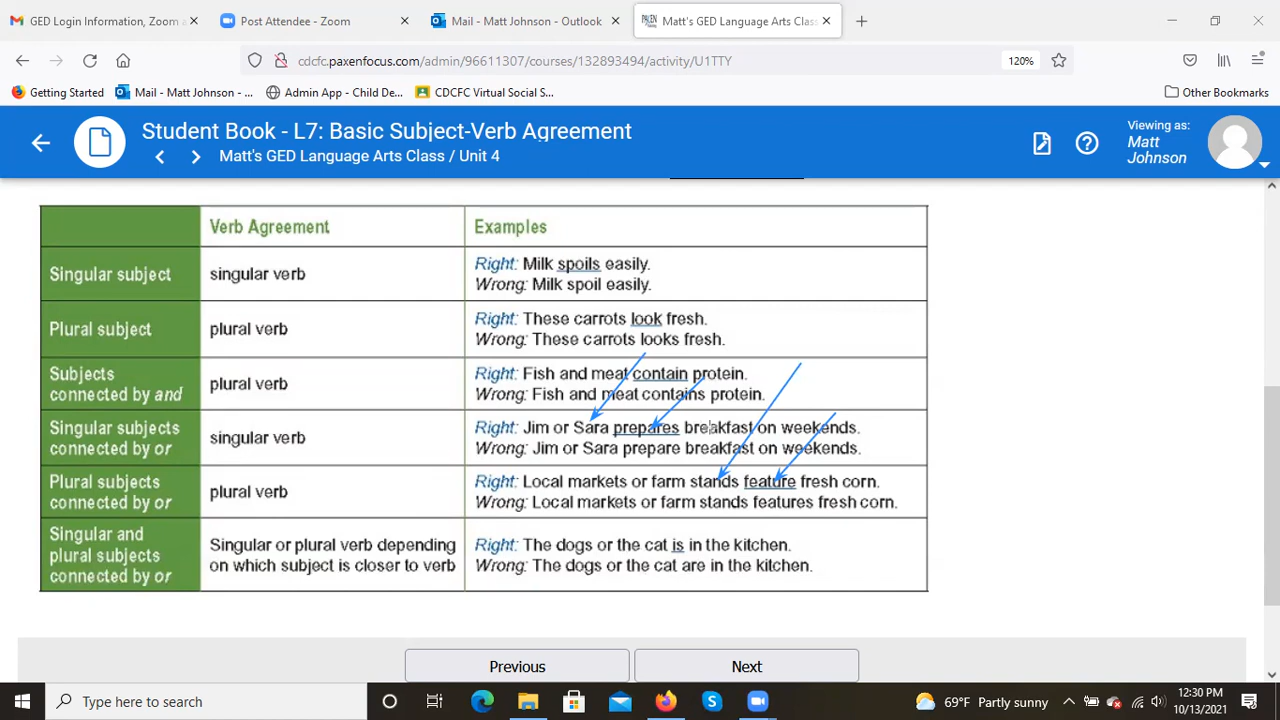 GED Login Information, Zoom a
Post Attendee - Zoom
Mail - Matt Johnson - Outlook
PAXEN
Matt's GED Language Arts Class
cdcfc.paxenfocus.com/admin/96611307/courses/132893494/activity/U1TTY
120%
Getting Started
Mail - Matt Johnson - ...
Admin App - Child De...
CDCFC Virtual Social S...
Other Bookmarks
Student Book - L7: Basic Subject-Verb Agreement
Matt's GED Language Arts Class / Unit 4
Viewing as:
Matt
Johnson
Verb Agreement
Examples
Singular subject
singular verb
Right: Milk spoils easily.
Wrong: Milk spoil easily.
Plural subject
plural verb
Right: These carrots look fresh.
Wrong: These carrots looks fresh.
Subjects
connected by and
plural verb
Right: Fish and meat contain protein.
Wrong: Fish and meat contains protein.
Singular subjects
connected by or
singular verb
Right: Jim or Sara prepares breakfast on weekends.
Wrong: Jim or Sara prepare breakfast on weekends.
Plural subjects
connected by or
plural verb
Right: Local markets or farm stands feature fresh corn.
Wrong: Local markets or farm stands features fresh corn.
Singular and
plural subjects
connected by or
Singular or plural verb depending
on which subject is closer to verb
Right: The dogs or the cat is in the kitchen.
Wrong: The dogs or the cat are in the kitchen.
Previous
Next
Type here to search
69°F Partly sunny
12:30 PM
10/13/2021